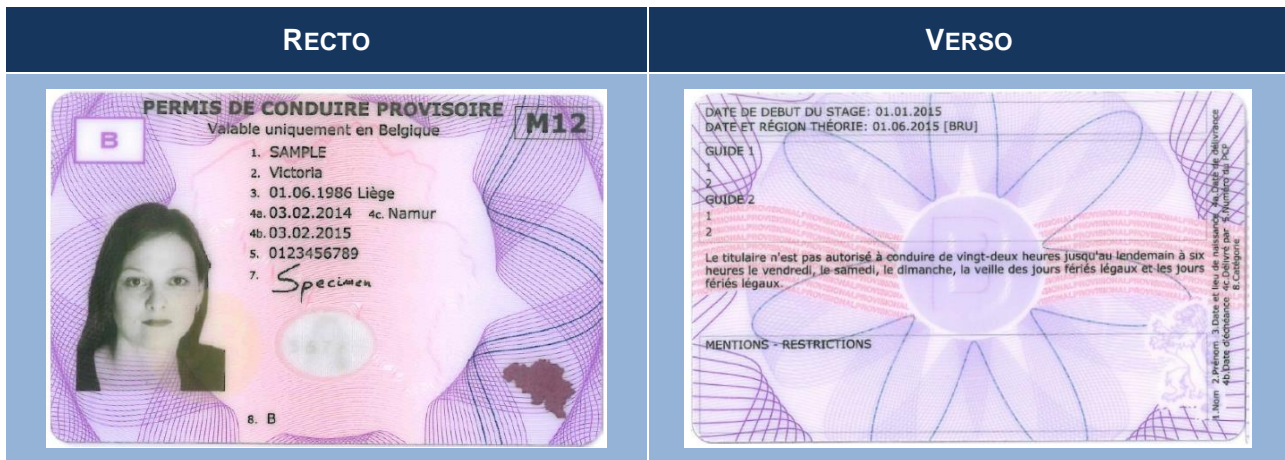 RECTO
VERSO
PERMIS DE CONDUIRE PROVISOIRE
M12
B
Valable uniquement en Belgique
1. SAMPLE
2. Victoria
3. 01.06.1986 Liège
4a. 03.02.2014 4c. Namur
4b. 03.02.2015
5. 0123456789
7. Specimen
8. B
DATE DE DEBUT DU STAGE: 01.01.2015
DATE ET RÉGION THÉORIE: 01.06.2015 [BRU]
GUIDE 1
1
2
GUIDE 2
1
2
Le titulaire n'est pas autorisé à conduire de vingt-deux heures jusqu'au lendemain à six
heures le vendredi, le samedi, le dimanche, la veille des jours fériés légaux et les jours
fériés légaux.
MENTIONS - RESTRICTIONS
1.Nom 2.Prénom 3.Date et lieu de naissance 4a.Date de délivrance
4b.Date d'échéance 4c.Délivré par 5.Numéro du PCP
8.Catégorie
B